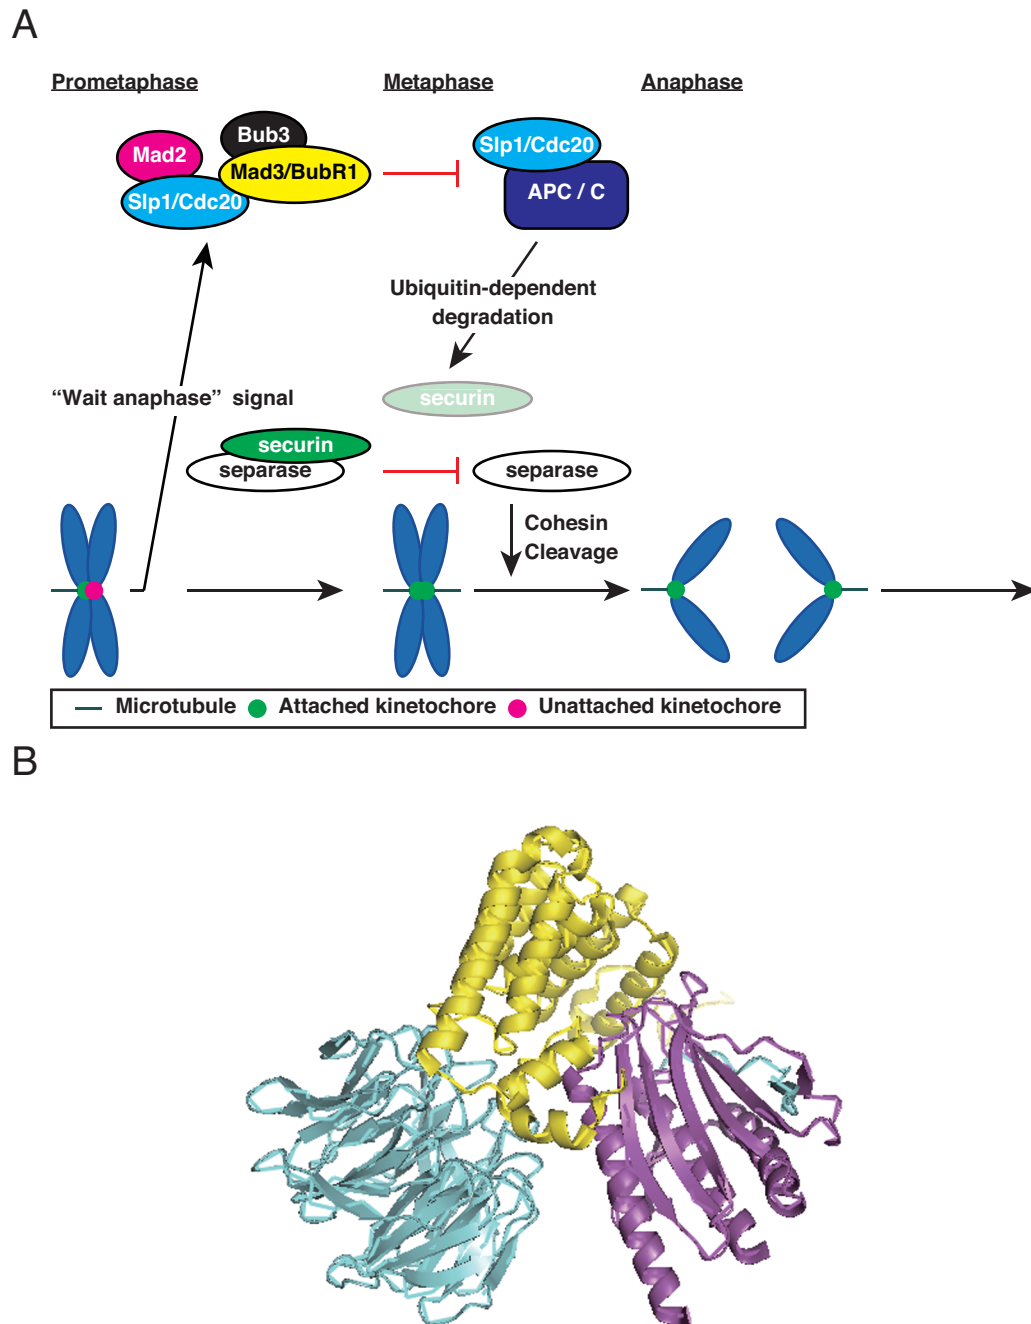 A
Prometaphase
Metaphase
Anaphase
Bub3
Mad2
Mad3/BubR1
Slp1/Cdc20
Slp1/Cdc20
APC / C
Ubiquitin-dependent
degradation
“Wait anaphase” signal
securin
securin
separase
separase
Cohesin
Cleavage
Microtubule
Attached kinetochore
Unattached kinetochore
B